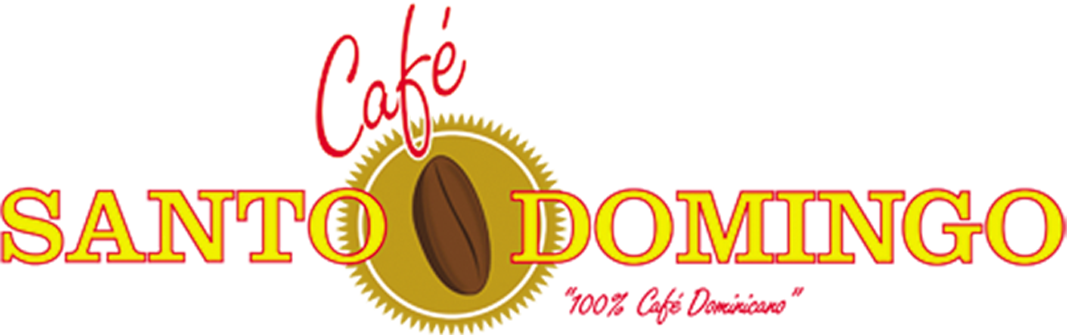 Café
SANTO DOMINGO
"100% Café Dominicano"